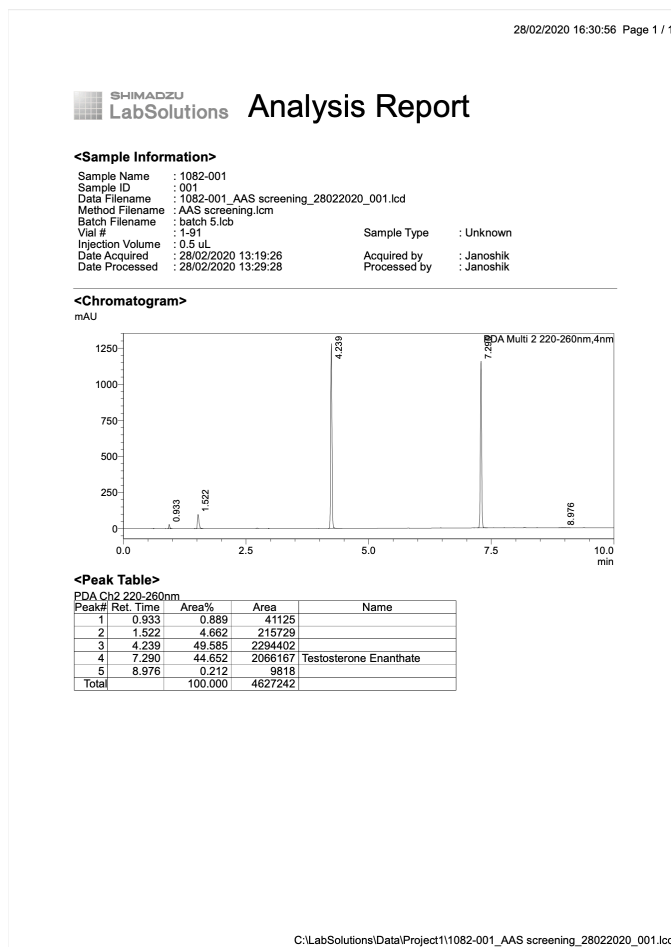 28/02/2020 16:30:56 Page 1 / 1
SHIMADZU
LabSolutions Analysis Report
<Sample Information>
Sample Name : 1082-001
Sample ID : 001
Data Filename : 1082-001_AAS screening_28022020_001.lcd
Method Filename : AAS screening.lcm
Batch Filename : batch 5.lcb
Vial # : 1-91 Sample Type : Unknown
Injection Volume : 0.5 uL
Date Acquired : 28/02/2020 13:19:26 Acquired by : Janoshik
Date Processed : 28/02/2020 13:29:28 Processed by : Janoshik
<Chromatogram>
mAU
PDA Multi 2 220-260nm,4nm
1250
1000
750
500
250
0
0.933
1.522
4.239
7.290
8.976
0.0 2.5 5.0 7.5 10.0
min
<Peak Table>
PDA Ch2 220-260nm
Peak# Ret. Time Area% Area Name
1 0.933 0.889 41125
2 1.522 4.662 215729
3 4.239 49.585 2294402
4 7.290 44.652 2066167 Testosterone Enanthate
5 8.976 0.212 9818
Total 100.000 4627242
C:\LabSolutions\Data\Project1\1082-001_AAS screening_28022020_001.lcd